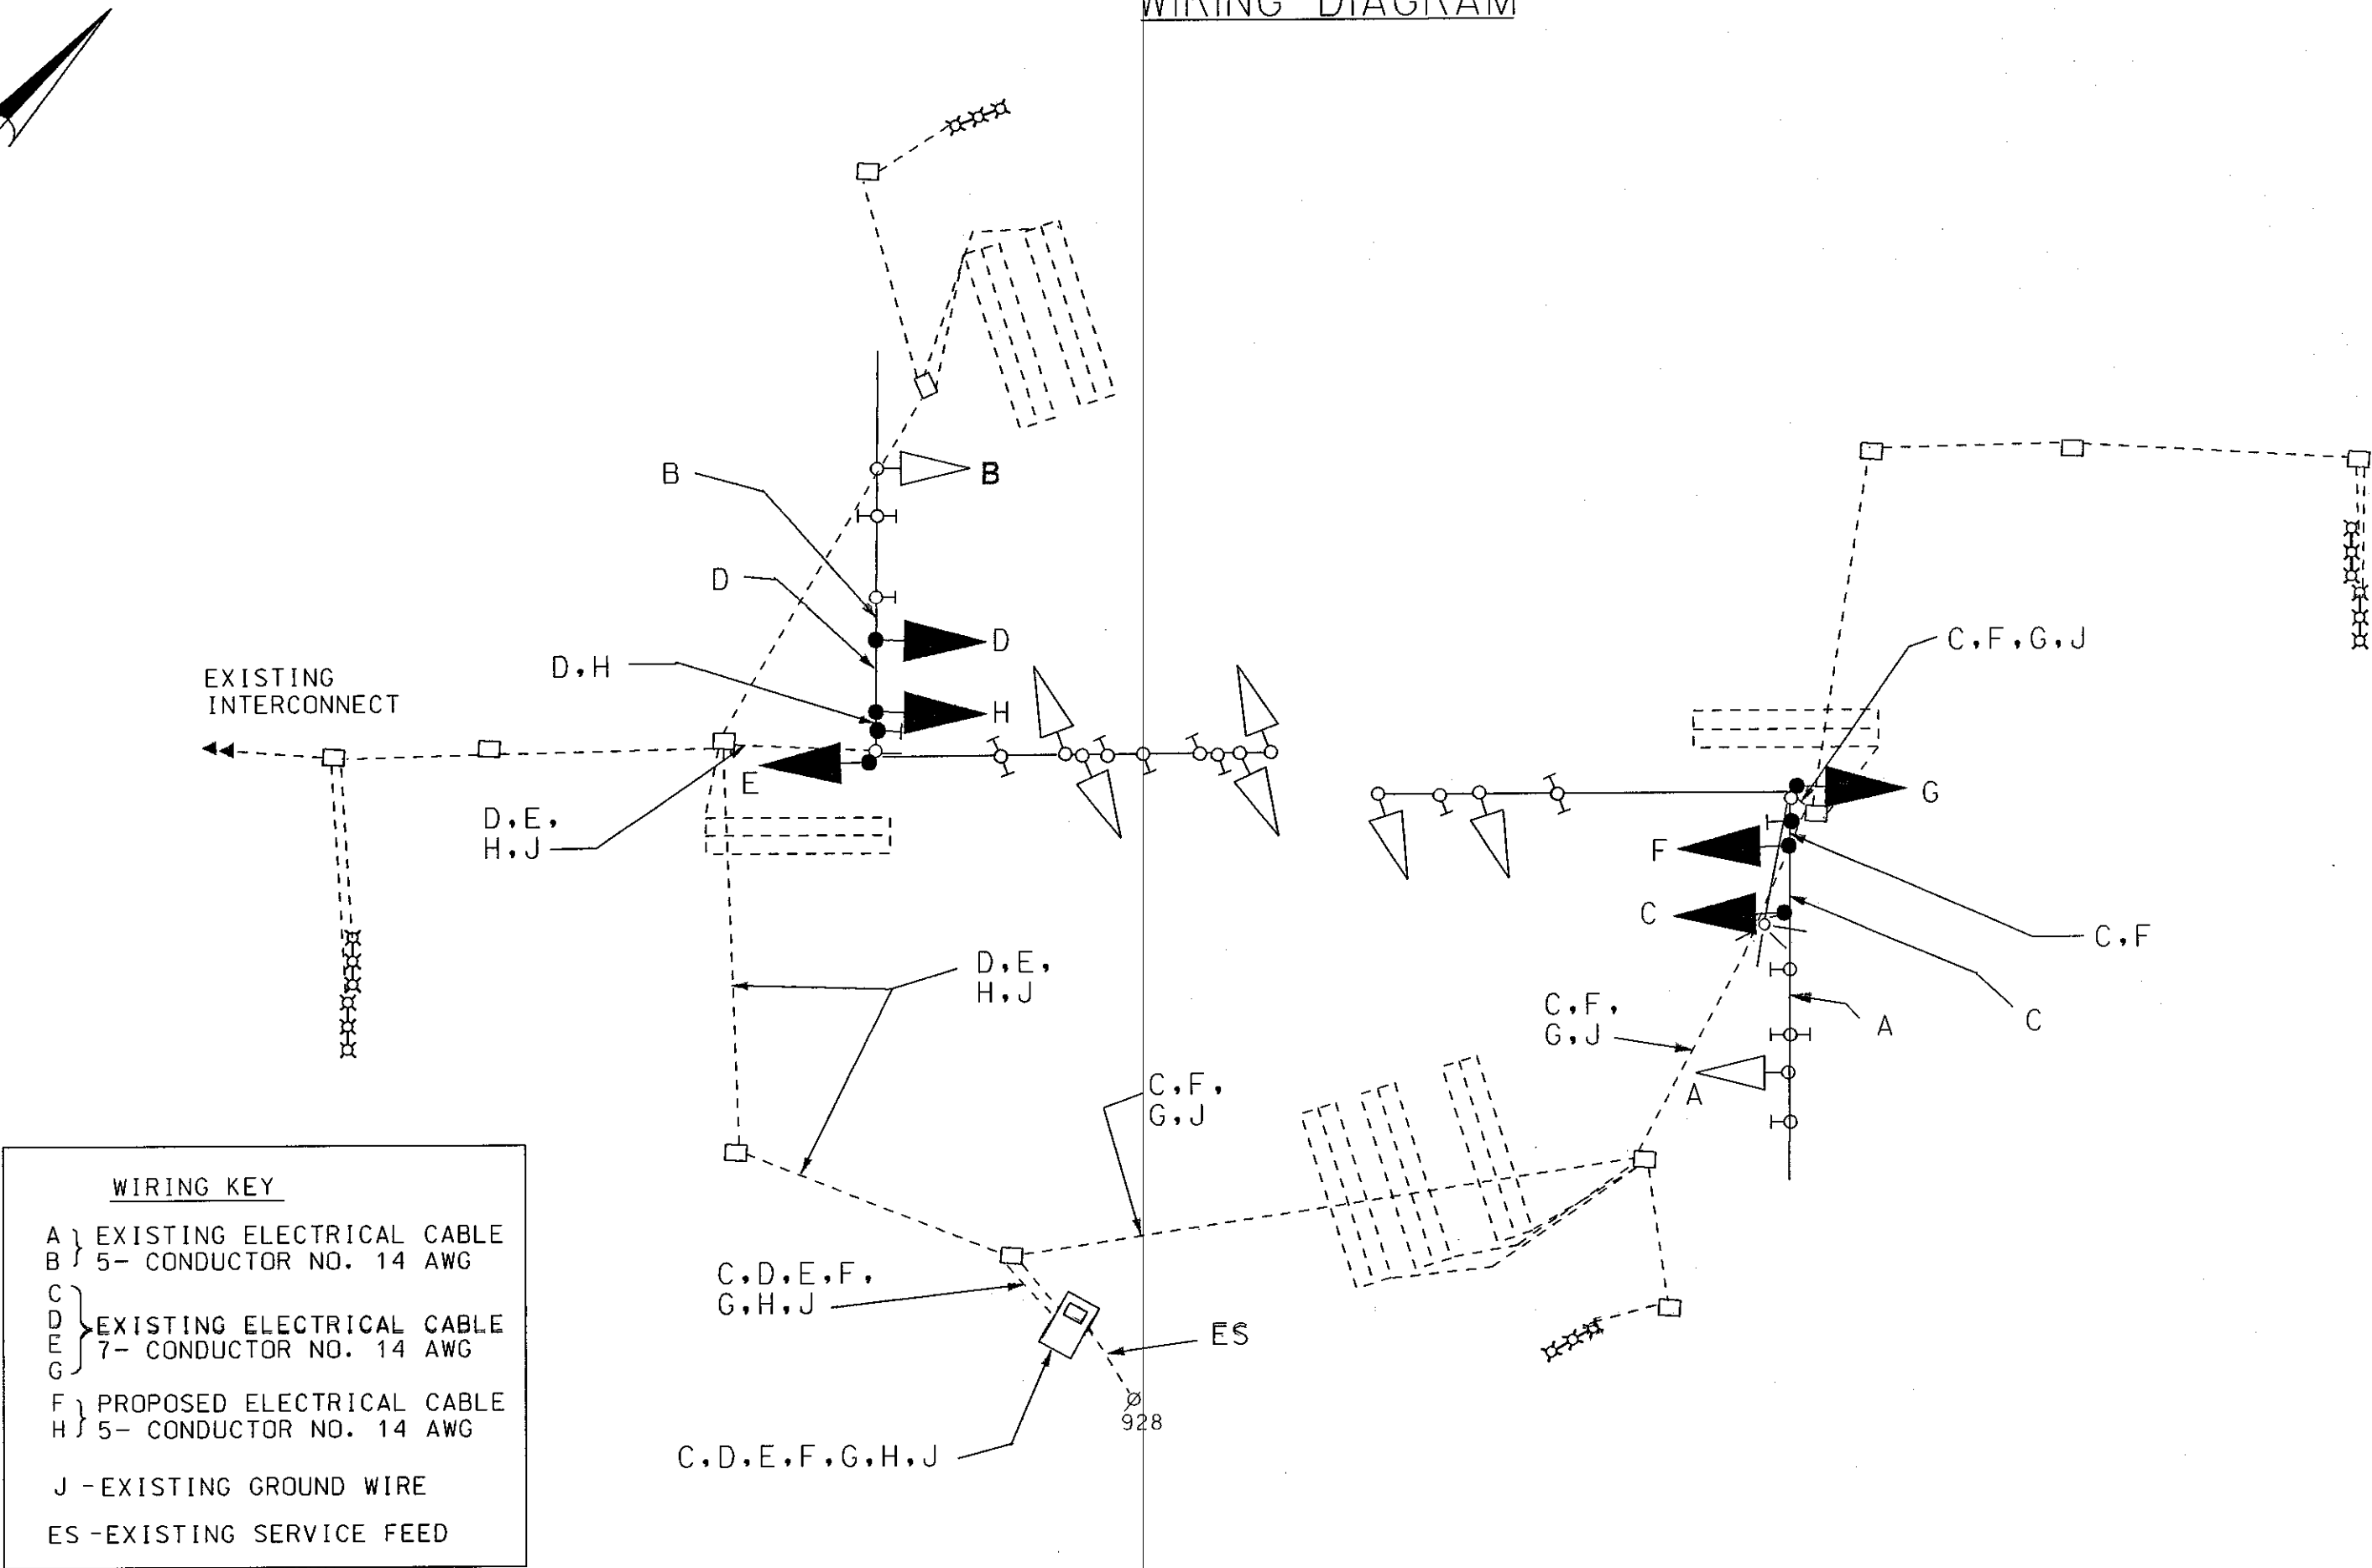 WIRING DIAGRAM
B
B
D
D
D,H
H
EXISTING
INTERCONNECT
E
D,E,
H,J
C,F,G,J
G
F
C
C,F
D,E,
H,J
C,F,
G,J
A
C
A
C,F,
G,J
C,D,E,F,
G,H,J
ES
928
C,D,E,F,G,H,J
WIRING KEY
A } EXISTING ELECTRICAL CABLE
B } 5- CONDUCTOR NO. 14 AWG
C
D
EXISTING ELECTRICAL CABLE
E 7- CONDUCTOR NO. 14 AWG
G
F } PROPOSED ELECTRICAL CABLE
H } 5- CONDUCTOR NO. 14 AWG
J -EXISTING GROUND WIRE
ES -EXISTING SERVICE FEED